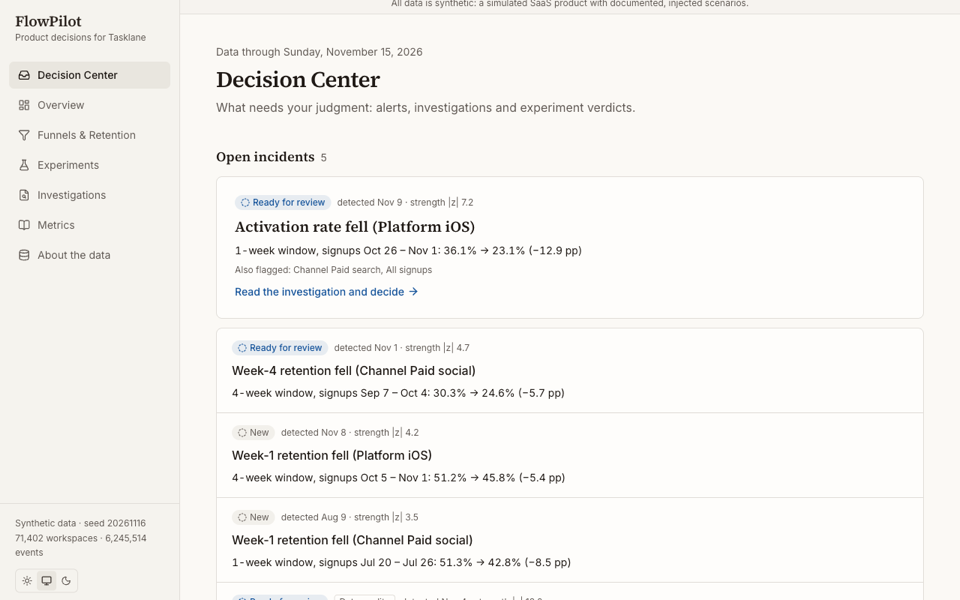 All data is synthetic: a simulated SaaS product with documented, injected scenarios.
FlowPilot
Product decisions for Tasklane
Decision Center
Overview
Funnels & Retention
Experiments
Investigations
Metrics
About the data
Synthetic data · seed 20261116
71,402 workspaces · 6,245,514
events
Data through Sunday, November 15, 2026
Decision Center
What needs your judgment: alerts, investigations and experiment verdicts.
Open incidents 5
Ready for review detected Nov 9 · strength |z| 7.2
Activation rate fell (Platform iOS)
1-week window, signups Oct 26 – Nov 1: 36.1% → 23.1% (−12.9 pp)
Also flagged: Channel Paid search, All signups
Read the investigation and decide →
Ready for review detected Nov 1 · strength |z| 4.7
Week-4 retention fell (Channel Paid social)
4-week window, signups Sep 7 – Oct 4: 30.3% → 24.6% (−5.7 pp)
New detected Nov 8 · strength |z| 4.2
Week-1 retention fell (Platform iOS)
4-week window, signups Oct 5 – Nov 1: 51.2% → 45.8% (−5.4 pp)
New detected Aug 9 · strength |z| 3.5
Week-1 retention fell (Channel Paid social)
1-week window, signups Jul 20 – Jul 26: 51.3% → 42.8% (−8.5 pp)